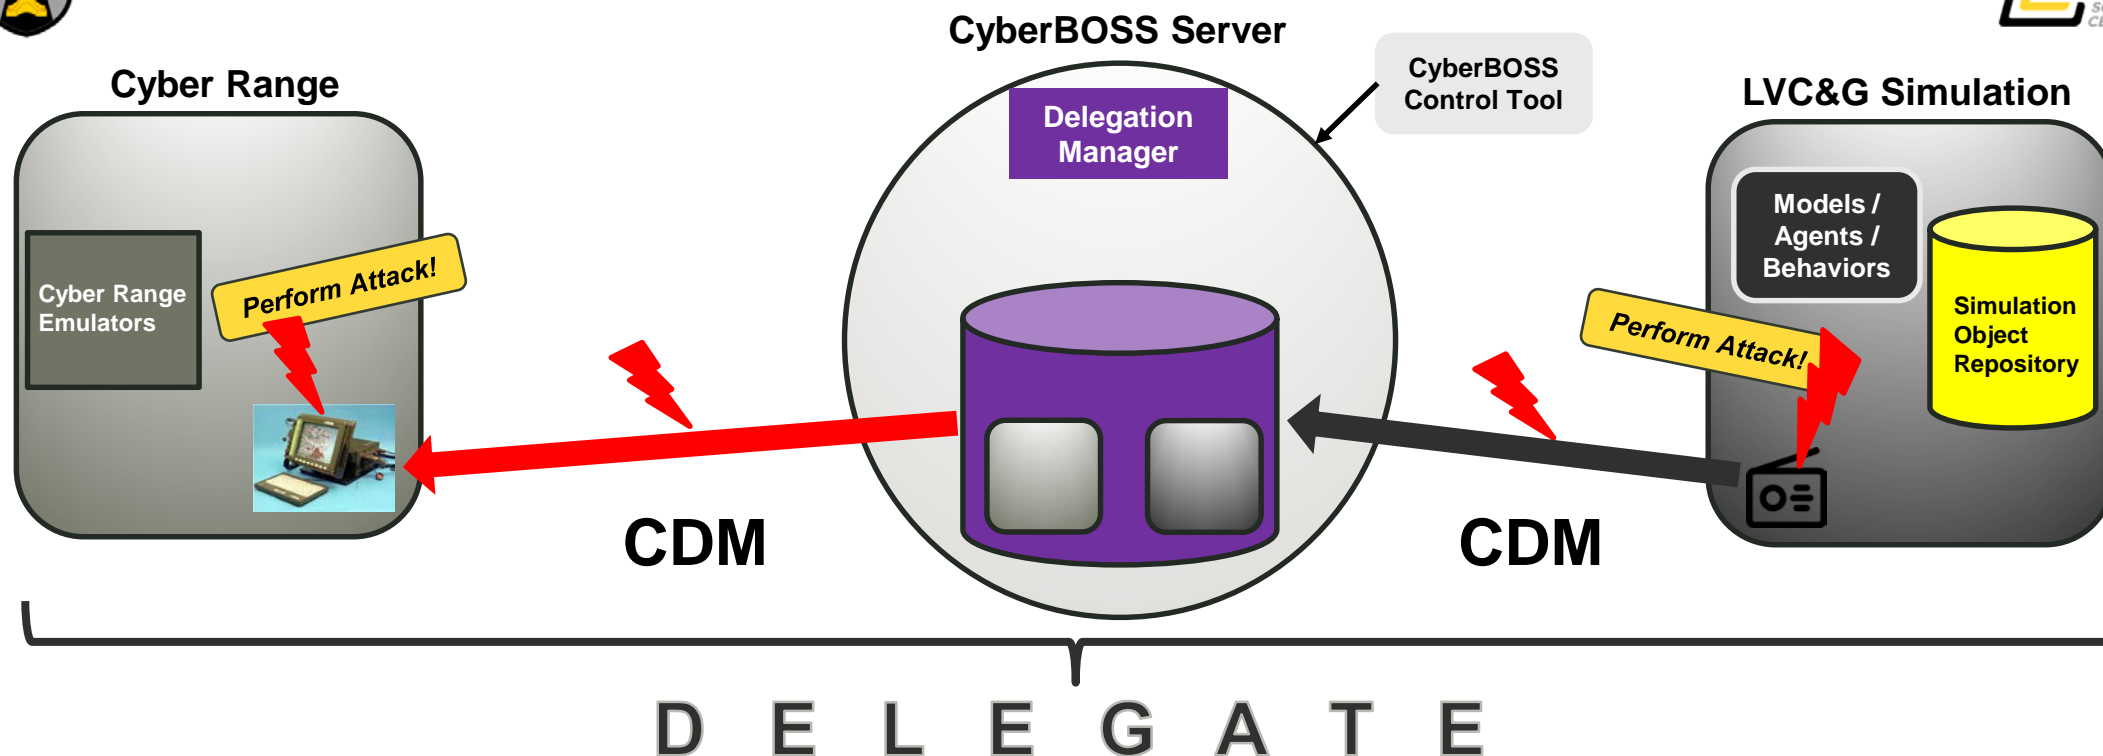 CyberBOSS Server
CyberBOSS
Control Tool
Cyber Range
LVC&G Simulation
Delegation
Manager
Models /
Agents /
Behaviors
Cyber Range
Emulators
Perform Attack!
Perform Attack!
Simulation
Object
Repository
CDM
CDM
DELEGATE